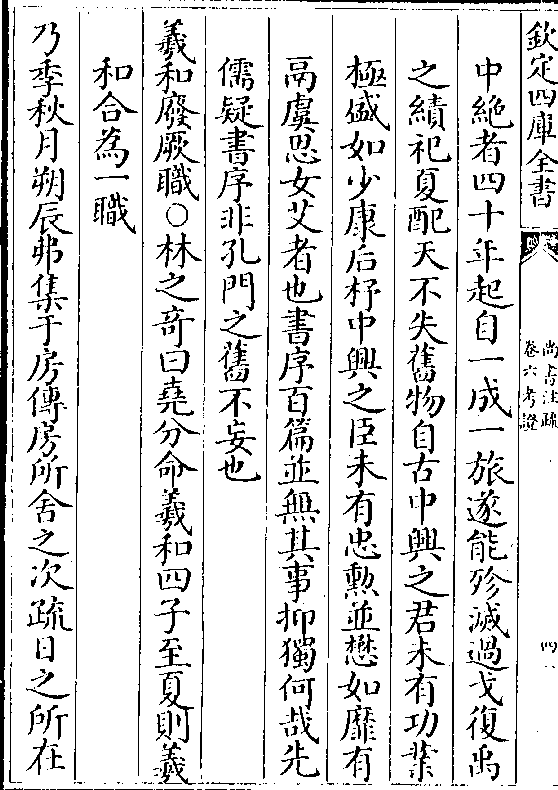 欽定四庫全書
尚書注疏
卷六考證
四
中絶者四十年起自一成一旅遂能殄滅過戈復禹
之績祀夏配天不失舊物自古中興之君未有功業
極盛如少康后杼中興之臣未有忠勲並懋如靡有
鬲虞思女艾者也書序百篇並無其事抑獨何哉先
儒疑書序非孔門之舊不妄也
羲和廢厥職○林之奇曰堯分命羲和四子至夏則羲
和合為一職
乃季秋月朔辰弗集于房傳房所舍之次疏日之所在